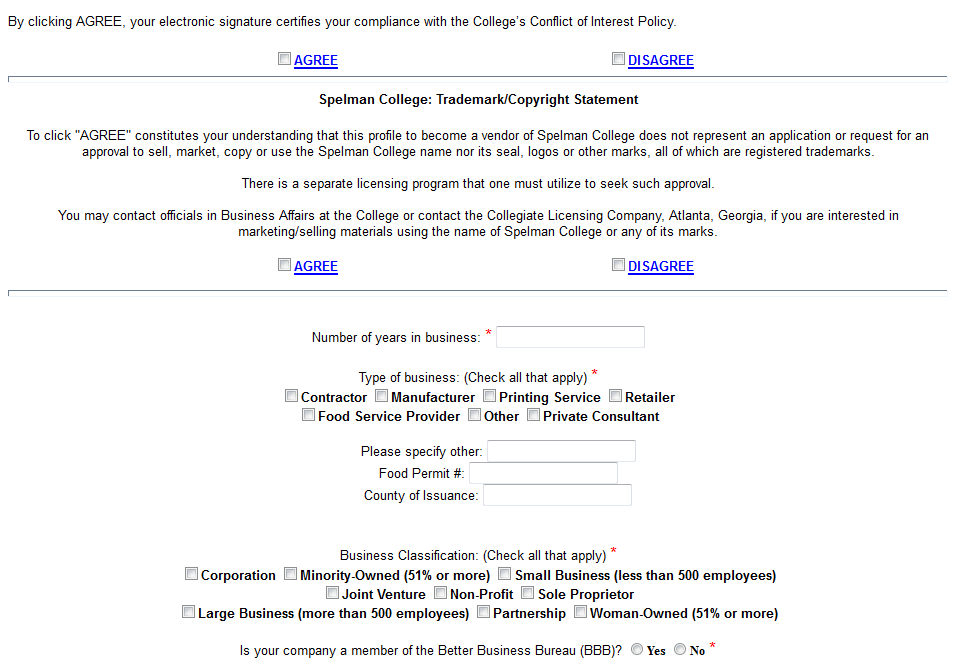 By clicking AGREE, your electronic signature certifies your compliance with the College's Conflict of Interest Policy.
AGREE DISAGREE
Spelman College: Trademark/Copyright Statement
To click "AGREE" constitutes your understanding that this profile to become a vendor of Spelman College does not represent an application or request for an
approval to sell, market, copy or use the Spelman College name nor its seal, logos or other marks, all of which are registered trademarks.
There is a separate licensing program that one must utilize to seek such approval.
You may contact officials in Business Affairs at the College or contact the Collegiate Licensing Company, Atlanta, Georgia, if you are interested in
marketing/selling materials using the name of Spelman College or any of its marks.
AGREE DISAGREE
Number of years in business: *
Type of business: (Check all that apply) *
Contractor Manufacturer Printing Service Retailer
Food Service Provider Other Private Consultant
Please specify other:
Food Permit #:
County of Issuance:
Business Classification: (Check all that apply) *
Corporation Minority-Owned (51% or more) Small Business (less than 500 employees)
Joint Venture Non-Profit Sole Proprietor
Large Business (more than 500 employees) Partnership Woman-Owned (51% or more)
Is your company a member of the Better Business Bureau (BBB)? Yes No *